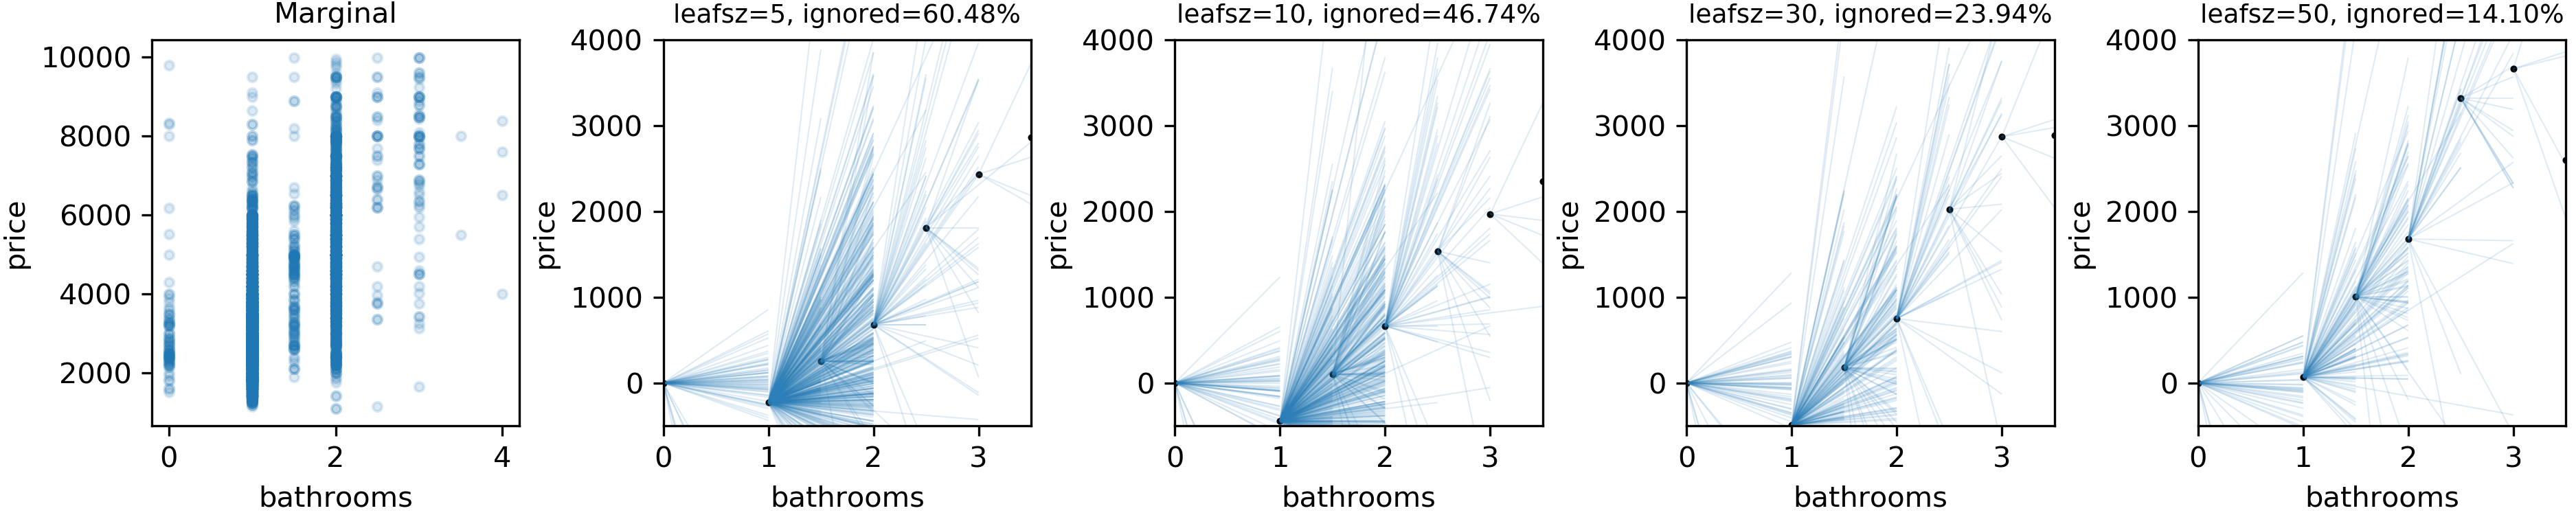 Marginal
10000
8000
6000
4000
2000
price
0 2 4
bathrooms
leafsz=5, ignored=60.48%
4000
3000
2000
1000
0
price
0 1 2 3
bathrooms
leafsz=10, ignored=46.74%
4000
3000
2000
1000
0
price
0 1 2 3
bathrooms
leafsz=30, ignored=23.94%
4000
3000
2000
1000
0
price
0 1 2 3
bathrooms
leafsz=50, ignored=14.10%
4000
3000
2000
1000
0
price
0 1 2 3
bathrooms